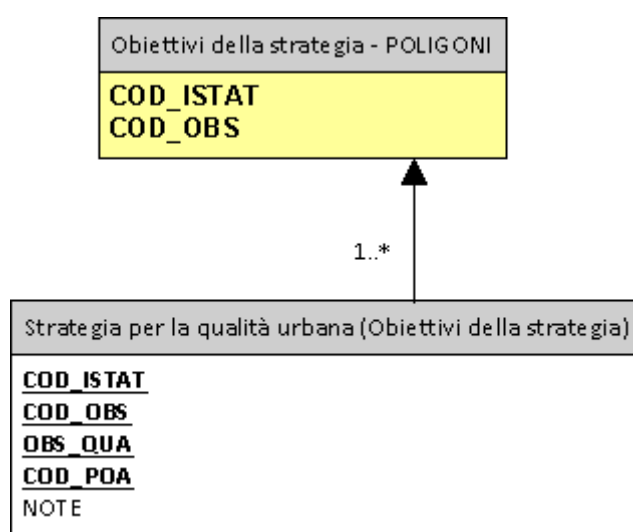 Obiettivi della strategia - POLIGONI
COD_ISTAT
COD_OBS
1..*
Strategia per la qualità urbana (Obiettivi della strategia)
COD_ISTAT
COD_OBS
OBS_QUA
COD_POA
NOTE